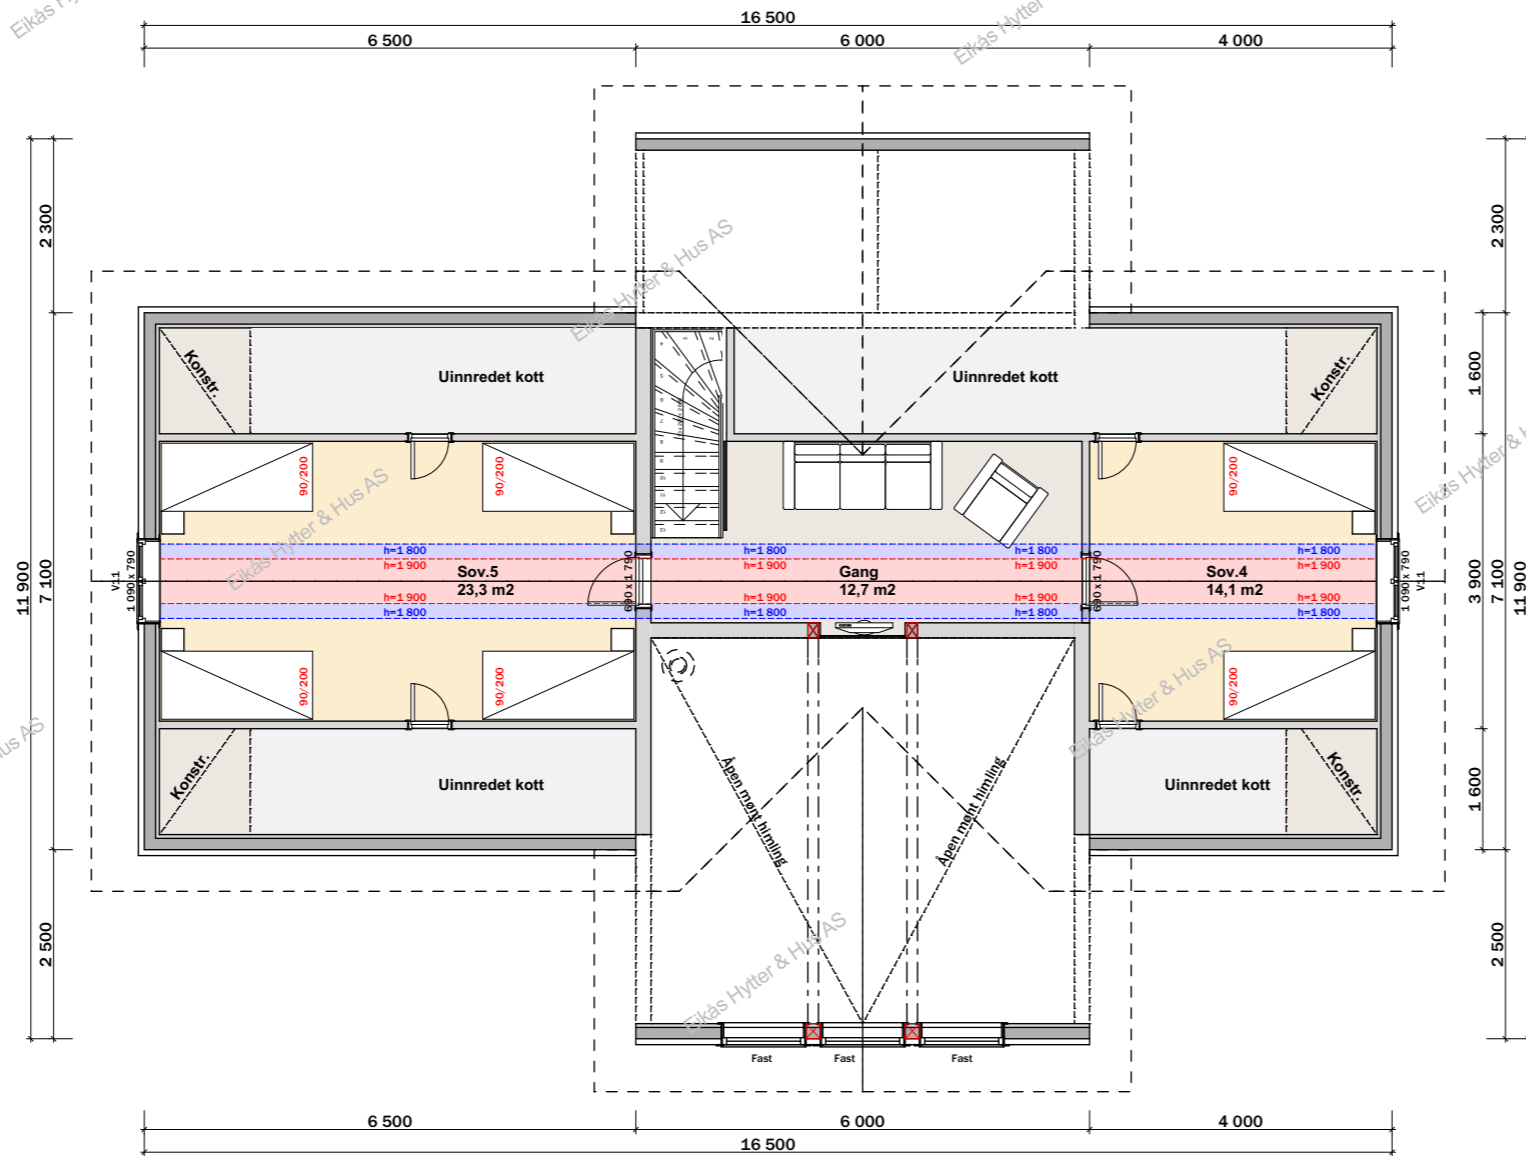 16 500
6 500
6 000
4 000
Eikås Hy
Eikås Hytter
11 900
2 300
7 100
2 500
2 300
1 600
3 900
7 100
11 900
1 600
2 500
Eikås Hytter & Hus AS
Konstr.
Uinnredet kott
Uinnredet kott
Konstr.
90/200
90/200
90/200
Eikås Hytter & Hus AS
Eikås Hytter & H
h=1 800
h=1 800
h=1 800
h=1 800
h=1 900
h=1 900
h=1 900
h=1 900
V11
1 090 x 790
Sov.5
23,3 m2
690 x 1 790
Gang
12,7 m2
690 x 1 790
Sov.4
14,1 m2
1 090 x 790
V11
h=1 900
h=1 900
h=1 900
h=1 900
h=1 800
h=1 800
h=1 800
h=1 800
90/200
90/200
90/200
Eikås Hytter & Hus AS
us AS
Konstr.
Uinnredet kott
Åpen mønt himling
Åpen mønt himling
Uinnredet kott
Konstr.
Eikås Hytter & Hus AS
Fast
Fast
Fast
6 500
6 000
4 000
16 500